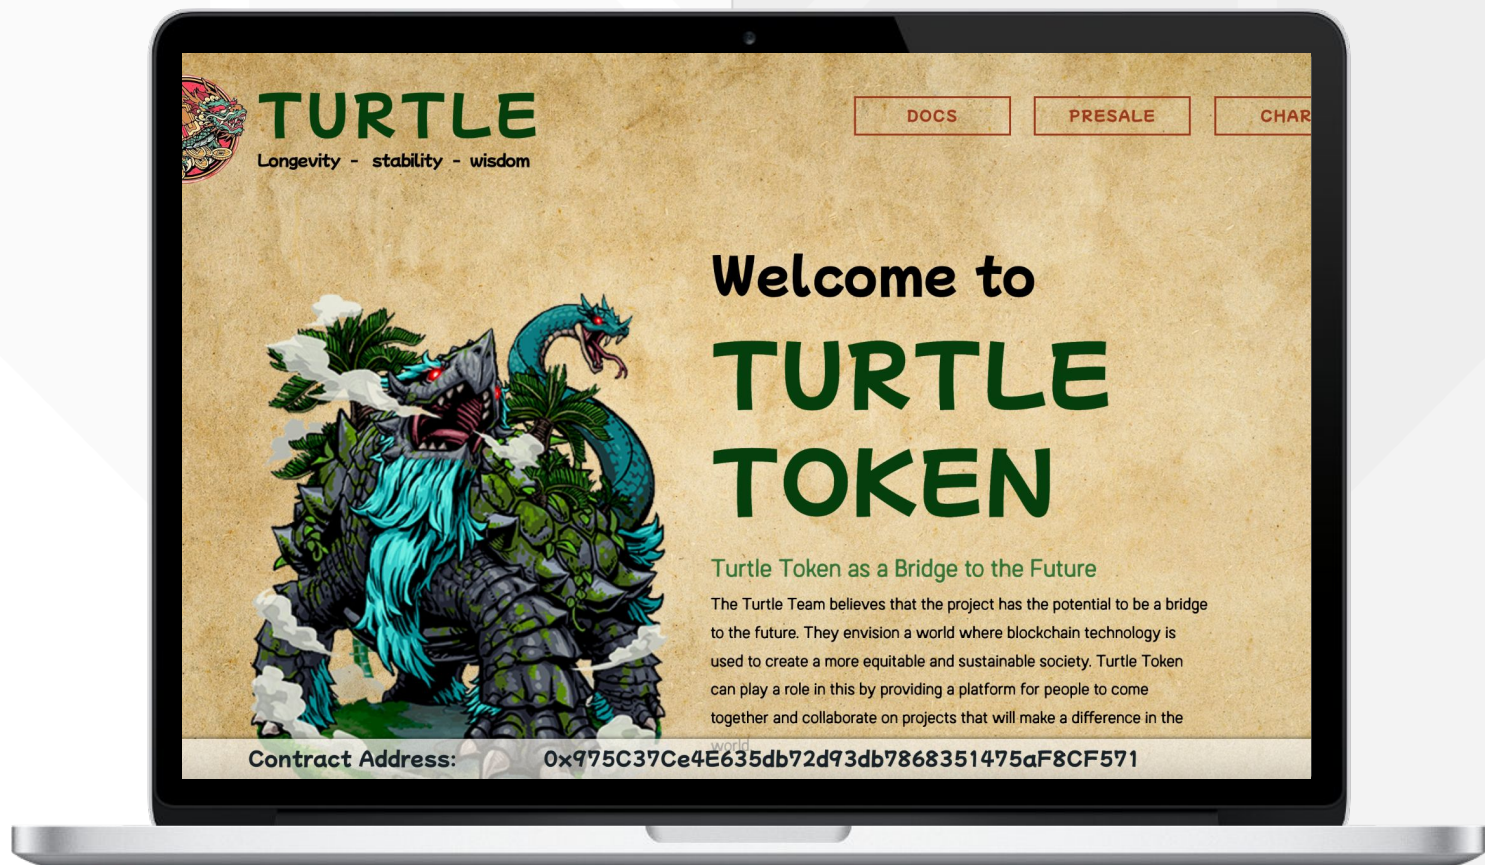 TURTLE
Longevity - stability - wisdom
DOCS
PRESALE
CHAR
Welcome to
TURTLE
TOKEN
Turtle Token as a Bridge to the Future
The Turtle Team believes that the project has the potential to be a bridge
to the future. They envision a world where blockchain technology is
used to create a more equitable and sustainable society. Turtle Token
can play a role in this by providing a platform for people to come
together and collaborate on projects that will make a difference in the
world.
Contract Address: 0x975C37Ce4E635db72d93db7868351475aF8CF571